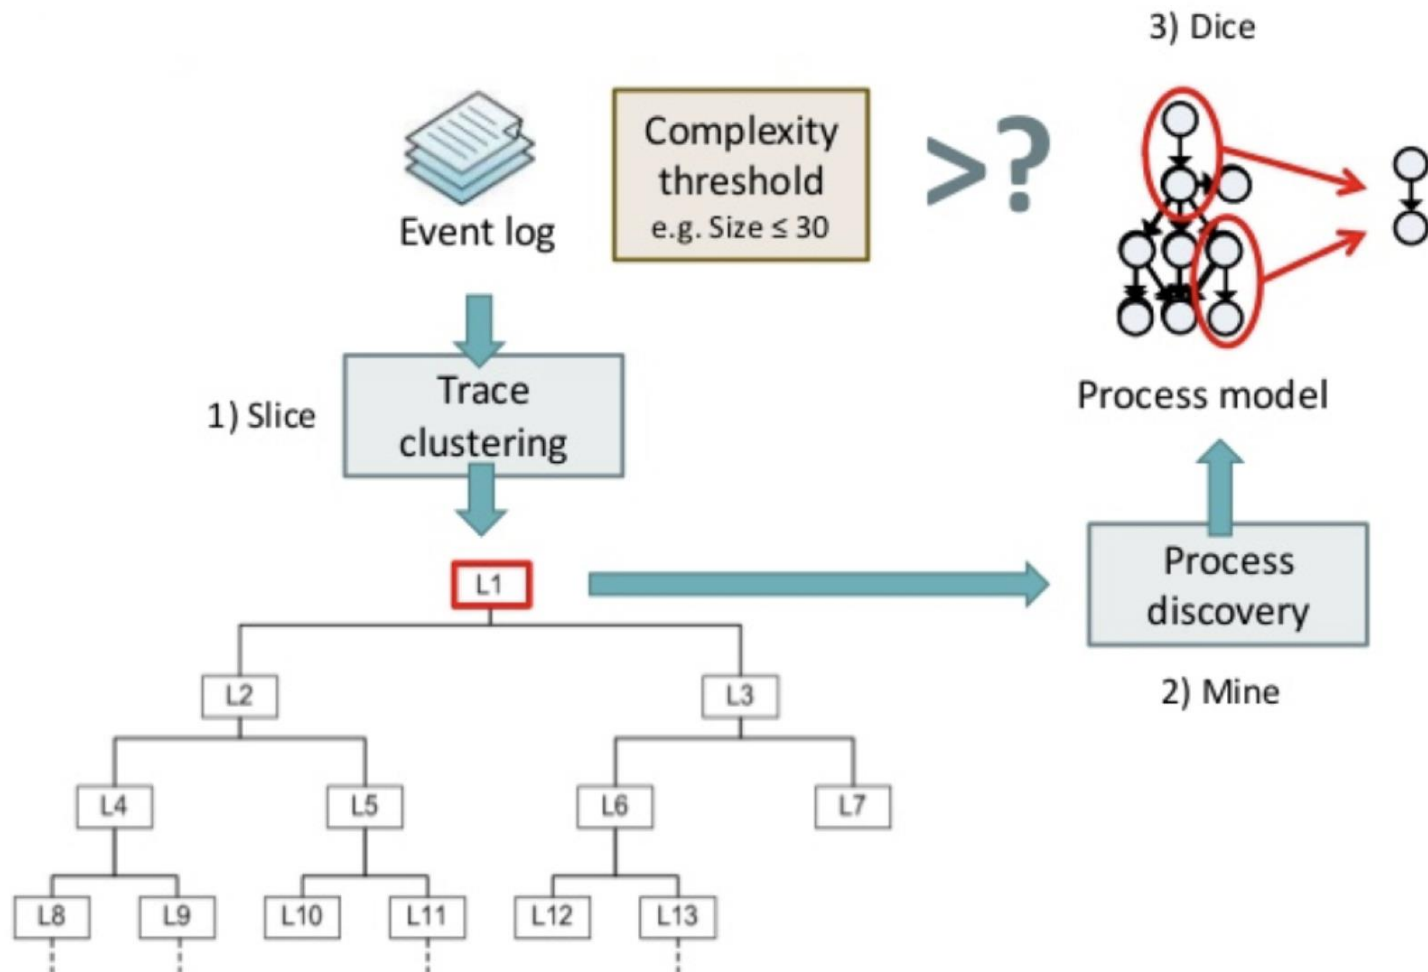 3) Dice
Complexity
threshold
e.g. Size ≤ 30
>?
Event log
Process model
1) Slice
Trace
clustering
L1
Process
discovery
2) Mine
L2
L3
L4
L5
L6
L7
L8
L9
L10
L11
L12
L13